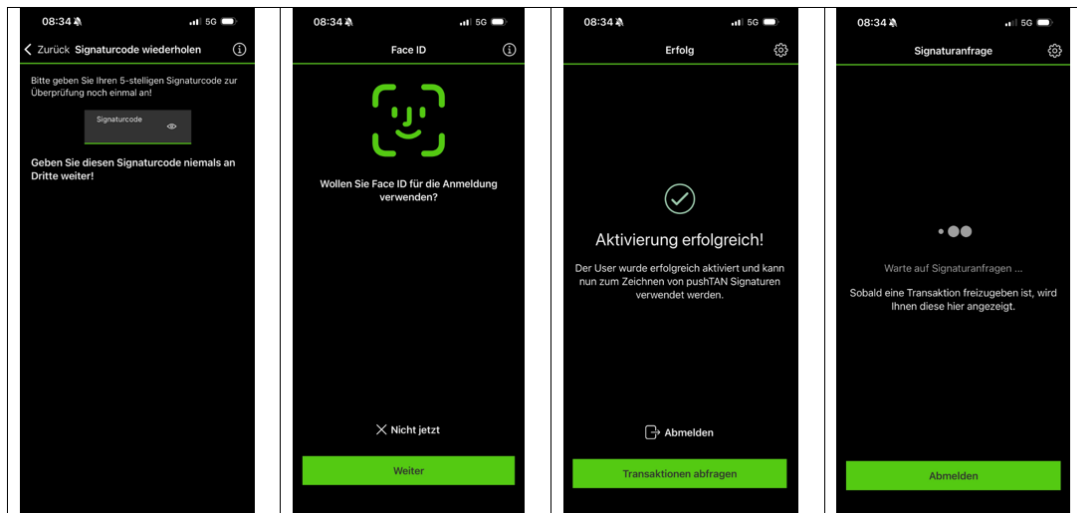 08:34
5G
Zurück Signaturcode wiederholen
Bitte geben Sie Ihren 5-stelligen Signaturcode zur
Überprüfung noch einmal an!
Signaturcode
Geben Sie diesen Signaturcode niemals an
Dritte weiter!
08:34
5G
Face ID
Wollen Sie Face ID für die Anmeldung
verwenden?
Nicht jetzt
Weiter
08:34
5G
Erfolg
Aktivierung erfolgreich!
Der User wurde erfolgreich aktiviert und kann
nun zum Zeichnen von pushTAN Signaturen
verwendet werden.
Abmelden
Transaktionen abfragen
08:34
5G
Signaturanfrage
Warte auf Signaturanfragen ...
Sobald eine Transaktion freizugeben ist, wird
Ihnen diese hier angezeigt.
Abmelden